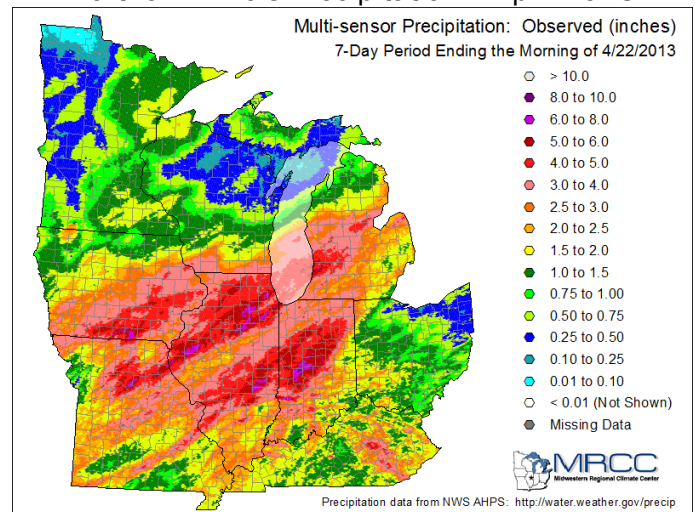 Multi-sensor Precipitation: Observed (inches)
7-Day Period Ending the Morning of 4/22/2013
> 10.0
8.0 to 10.0
6.0 to 8.0
5.0 to 6.0
4.0 to 5.0
3.0 to 4.0
2.5 to 3.0
2.0 to 2.5
1.5 to 2.0
1.0 to 1.5
0.75 to 1.00
0.50 to 0.75
0.25 to 0.50
0.10 to 0.25
0.01 to 0.10
< 0.01 (Not Shown)
Missing Data
MRCC
Midwestern Regional Climate Center
Precipitation data from NWS AHPS: http://water.weather.gov/precip